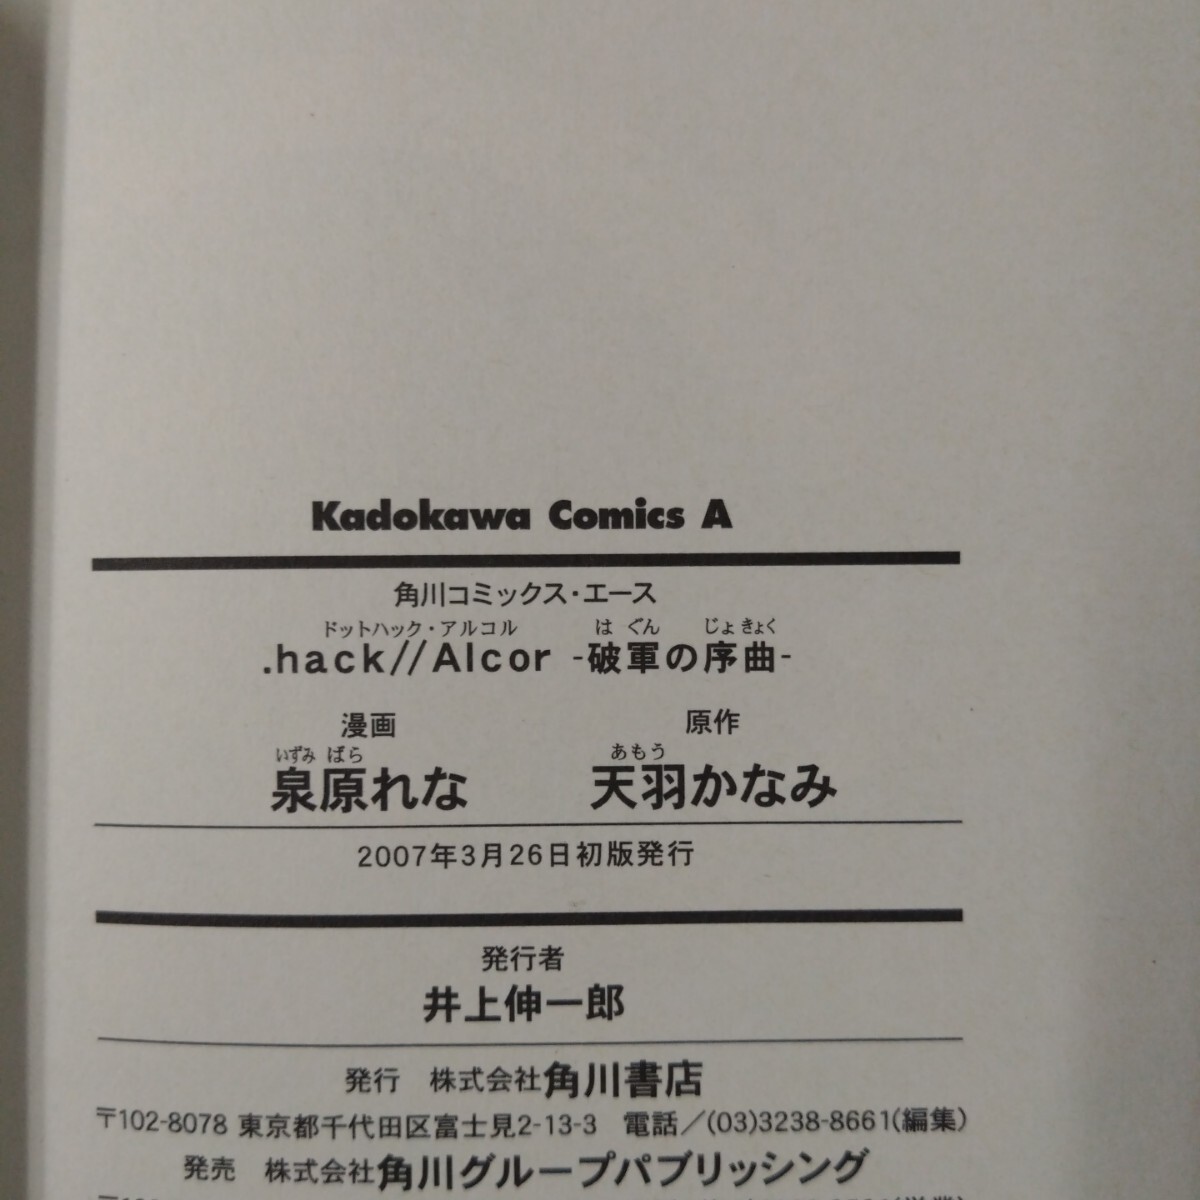 Kadokawa Comics A
角川コミックス・エース
ドットハック・アルコル は ぐん じょ きょく
.hack//Alcor -破軍の序曲-
漫画 原作
いずみ ばら あもう
泉原れな 天羽かなみ
2007年3月26日初版発行
発行者
井上伸一郎
発行 株式会社角川書店
〒102-8078 東京都千代田区富士見2-13-3 電話／(03)3238-8661(編集)
発売 株式会社角川グループパブリッシング